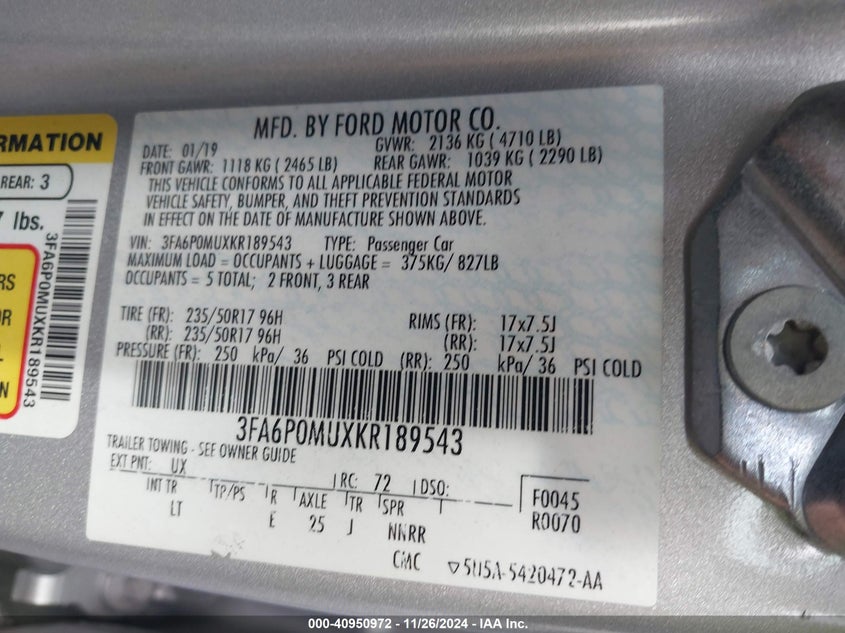 RMATION
REAR: 3
7 lbs.
3FA6P0MUXKR189543
RS
OR
L
N
MFD. BY FORD MOTOR CO.
DATE: 01/19 GVWR: 2136 KG ( 4710 LB)
FRONT GAWR: 1118 KG ( 2465 LB) REAR GAWR: 1039 KG ( 2290 LB)
THIS VEHICLE CONFORMS TO ALL APPLICABLE FEDERAL MOTOR
VEHICLE SAFETY, BUMPER, AND THEFT PREVENTION STANDARDS
IN EFFECT ON THE DATE OF MANUFACTURE SHOWN ABOVE.
VIN: 3FA6P0MUXKR189543 TYPE: Passenger Car
MAXIMUM LOAD = OCCUPANTS + LUGGAGE = 375KG/ 827LB
OCCUPANTS = 5 TOTAL; 2 FRONT, 3 REAR
TIRE (FR): 235/50R17 96H RIMS (FR): 17x7.5J
(RR): 235/50R17 96H (RR): 17x7.5J
PRESSURE (FR): 250 kPa/ 36 PSI COLD (RR): 250 kPa/ 36 PSI COLD
3FA6P0MUXKR189543
TRAILER TOWING - SEE OWNER GUIDE
EXT PNT: UX RC: 72 DSO:
INT TR TP/PS R AXLE TR SPR F0045
LT E 25 J NNRR R0070
CMC 5U5A-5420472-AA
000-40950972 - 11/26/2024 - IAA Inc.